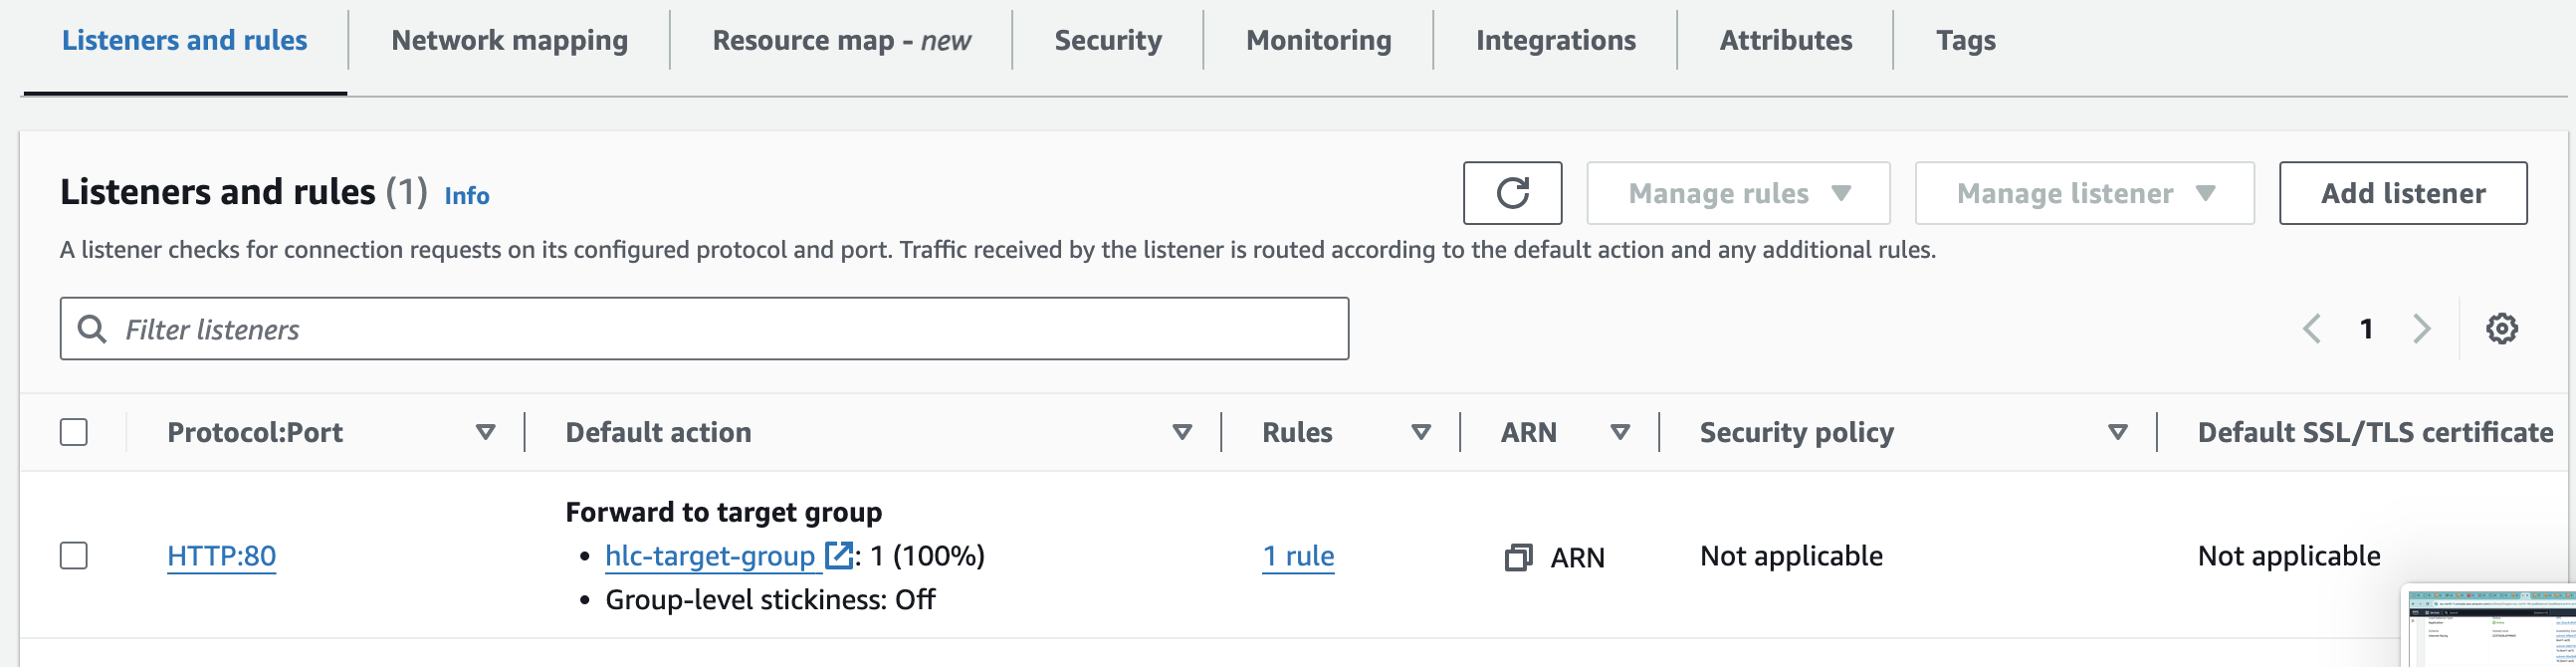 Listeners and rules
Network mapping
Resource map - new
Security
Monitoring
Integrations
Attributes
Tags
Listeners and rules (1) Info
Manage rules
Manage listener
Add listener
A listener checks for connection requests on its configured protocol and port. Traffic received by the listener is routed according to the default action and any additional rules.
Filter listeners
1
Protocol:Port
Default action
Rules
ARN
Security policy
Default SSL/TLS certificate
HTTP:80
Forward to target group
• hlc-target-group : 1 (100%)
• Group-level stickiness: Off
1 rule
ARN
Not applicable
Not applicable